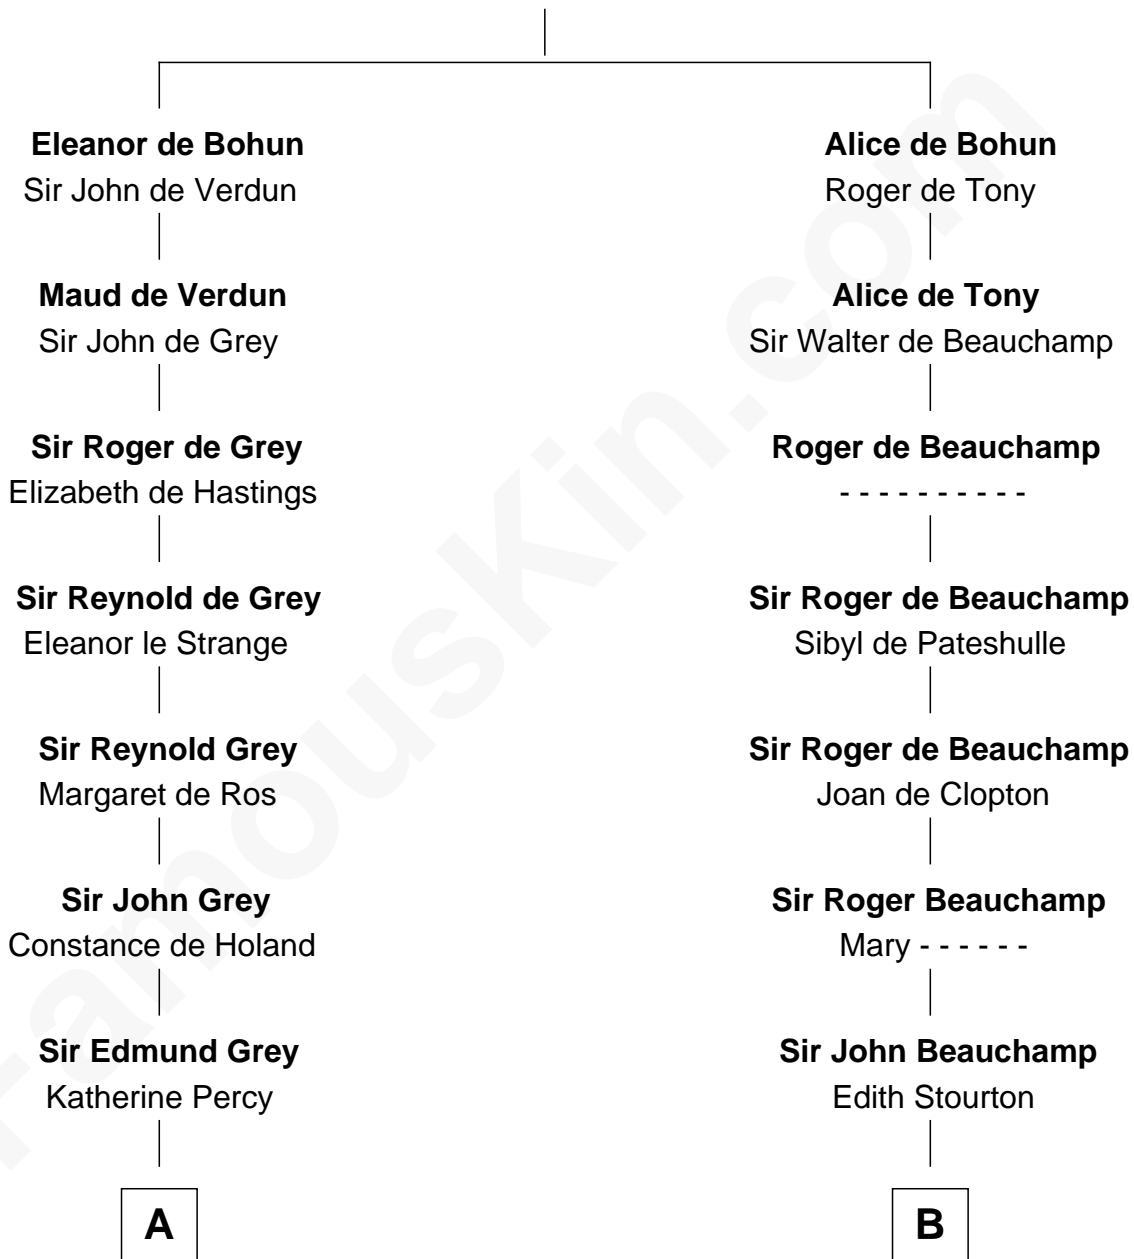 Eleanor de Bohun
Sir John de Verdun
Maud de Verdun
Sir John de Grey
Sir Roger de Grey
Elizabeth de Hastings
Sir Reynold de Grey
Eleanor le Strange
Sir Reynold Grey
Margaret de Ros
Sir John Grey
Constance de Holand
Sir Edmund Grey
Katherine Percy
A
Alice de Bohun
Roger de Tony
Alice de Tony
Sir Walter de Beauchamp
Roger de Beauchamp
- - - - - - - - - -
Sir Roger de Beauchamp
Sibyl de Pateshulle
Sir Roger de Beauchamp
Joan de Clopton
Sir Roger Beauchamp
Mary - - - - - -
Sir John Beauchamp
Edith Stourton
B
FamousKin.com